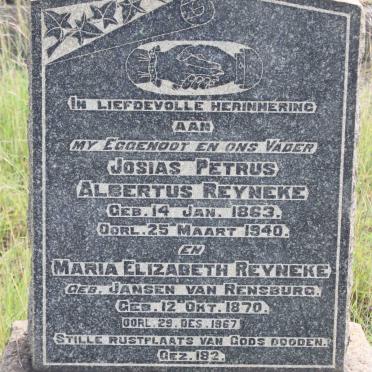 IN LIEFDEVOLLE HERINNERING
AAN
MY EGGENOOT EN ONS VADER
JOSIAS PETRUS
ALBERTUS REYNEKE
GEB. 14 JAN. 1863.
OORL. 25 MAART 1940.
EN
MARIA ELIZABETH REYNEKE
GEB. JANSEN VAN RENSBURG.
GEB. 12 OKT. 1870.
OORL. 29. DES. 1967.
STILLE RUSTPLAATS VAN GODS DOODEN.
GEZ. 192.